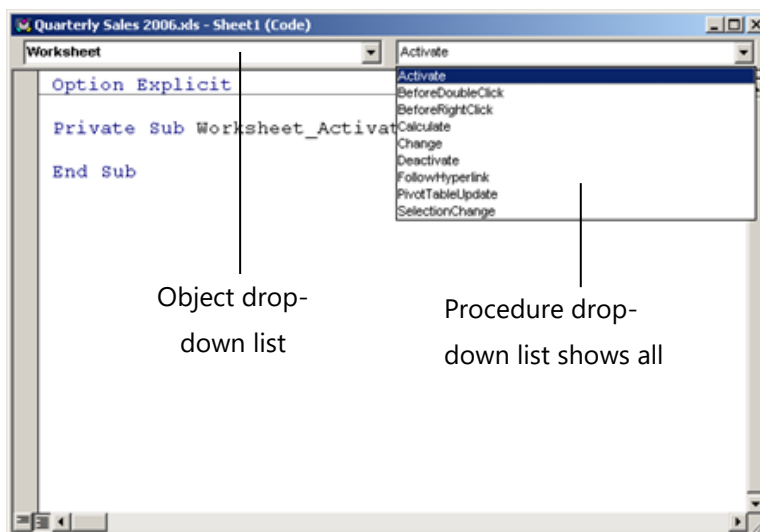 Quarterly Sales 2006.xls - Sheet1 (Code)
Worksheet
Activate
Option Explicit
Private Sub Worksheet_Activat
End Sub
Activate
BeforeDoubleClick
BeforeRightClick
Calculate
Change
Deactivate
FollowHyperlink
PivotTableUpdate
SelectionChange
Object drop-
down list
Procedure drop-
down list shows all